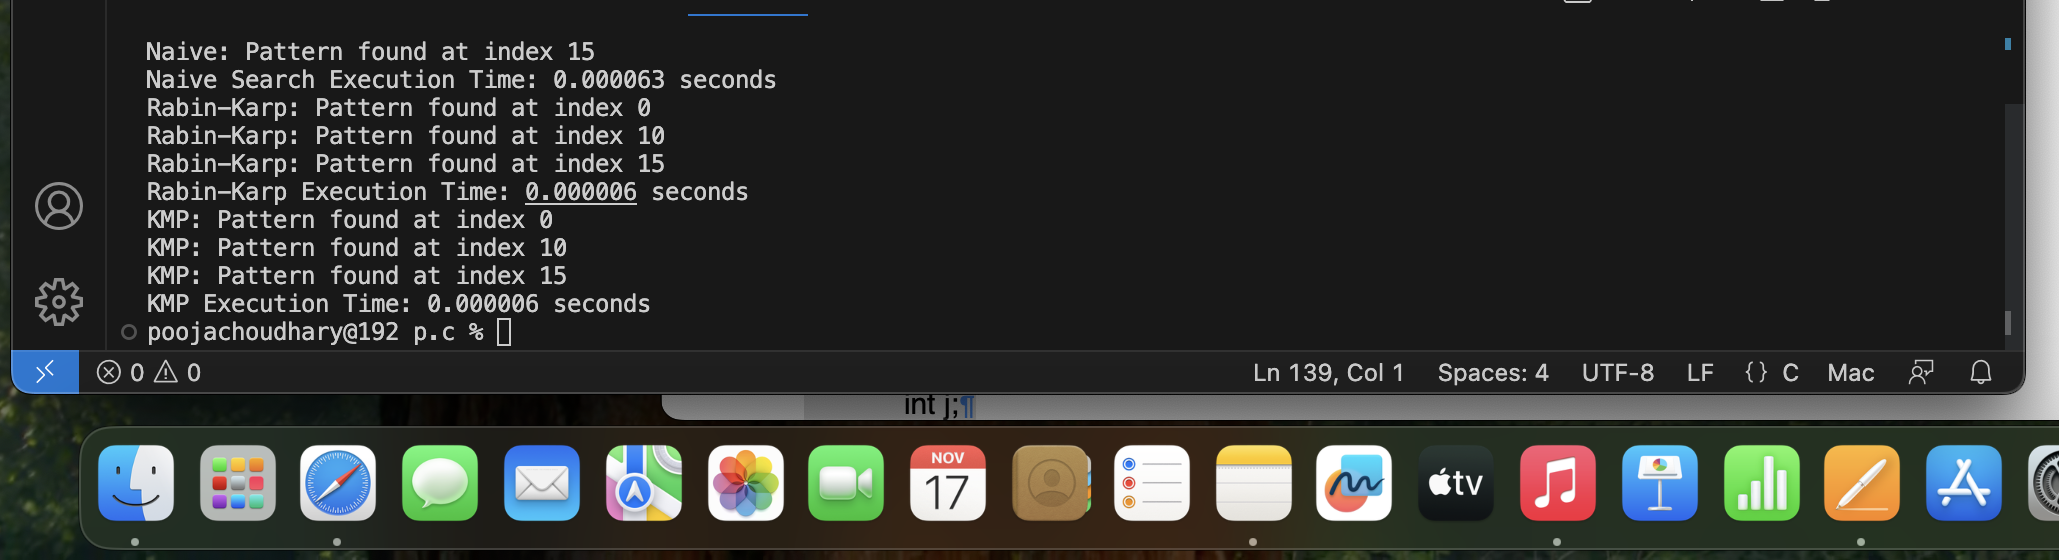 Naive: Pattern found at index 15
Naive Search Execution Time: 0.000063 seconds
Rabin-Karp: Pattern found at index 0
Rabin-Karp: Pattern found at index 10
Rabin-Karp: Pattern found at index 15
Rabin-Karp Execution Time: 0.000006 seconds
KMP: Pattern found at index 0
KMP: Pattern found at index 10
KMP: Pattern found at index 15
KMP Execution Time: 0.000006 seconds
poojachoudhary@192 p.c %
0 0 Ln 139, Col 1 Spaces: 4 UTF-8 LF {} C Mac
int j;¶
NOV
17
tv